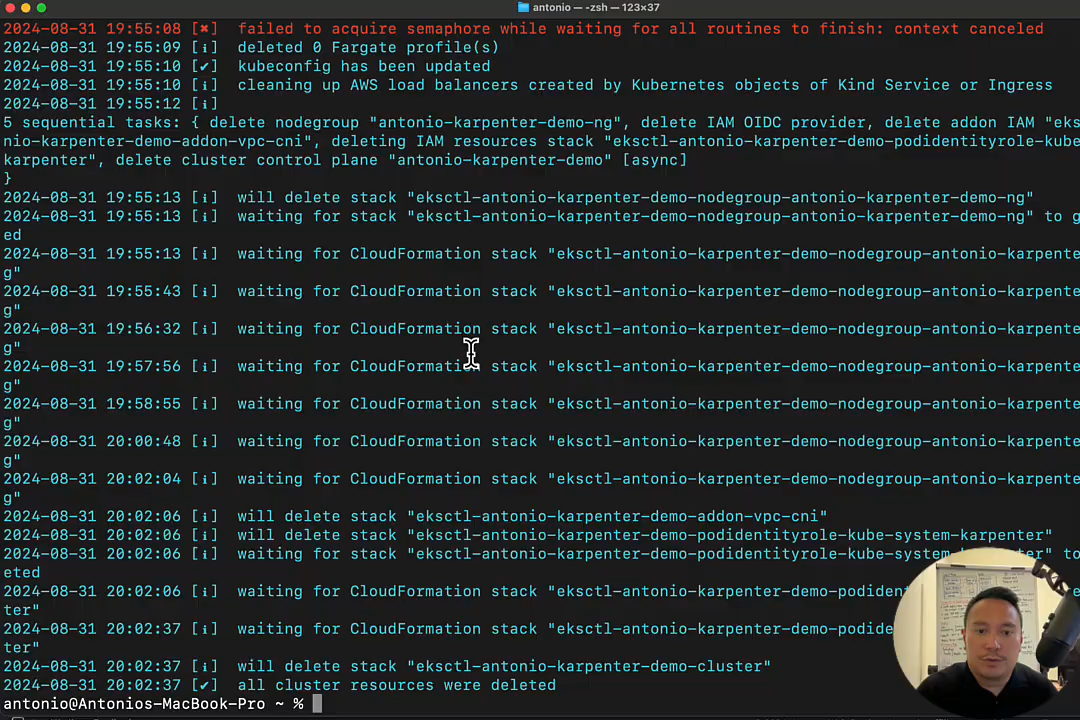 antonio — -zsh — 123×37
2024-08-31 19:55:08 [✖]  failed to acquire semaphore while waiting for all routines to finish: context canceled
2024-08-31 19:55:09 [ℹ]  deleted 0 Fargate profile(s)
2024-08-31 19:55:10 [✔]  kubeconfig has been updated
2024-08-31 19:55:10 [ℹ]  cleaning up AWS load balancers created by Kubernetes objects of Kind Service or Ingress
2024-08-31 19:55:12 [ℹ]
5 sequential tasks: { delete nodegroup "antonio-karpenter-demo-ng", delete IAM OIDC provider, delete addon IAM "eks
nio-karpenter-demo-addon-vpc-cni", deleting IAM resources stack "eksctl-antonio-karpenter-demo-podidentityrole-kube
karpenter", delete cluster control plane "antonio-karpenter-demo" [async]
}
2024-08-31 19:55:13 [ℹ]  will delete stack "eksctl-antonio-karpenter-demo-nodegroup-antonio-karpenter-demo-ng"
2024-08-31 19:55:13 [ℹ]  waiting for stack "eksctl-antonio-karpenter-demo-nodegroup-antonio-karpenter-demo-ng" to g
ed
2024-08-31 19:55:13 [ℹ]  waiting for CloudFormation stack "eksctl-antonio-karpenter-demo-nodegroup-antonio-karpente
g"
2024-08-31 19:55:43 [ℹ]  waiting for CloudFormation stack "eksctl-antonio-karpenter-demo-nodegroup-antonio-karpente
g"
2024-08-31 19:56:32 [ℹ]  waiting for CloudFormation stack "eksctl-antonio-karpenter-demo-nodegroup-antonio-karpente
g"
2024-08-31 19:57:56 [ℹ]  waiting for CloudFormation stack "eksctl-antonio-karpenter-demo-nodegroup-antonio-karpente
g"
2024-08-31 19:58:55 [ℹ]  waiting for CloudFormation stack "eksctl-antonio-karpenter-demo-nodegroup-antonio-karpente
g"
2024-08-31 20:00:48 [ℹ]  waiting for CloudFormation stack "eksctl-antonio-karpenter-demo-nodegroup-antonio-karpente
g"
2024-08-31 20:02:04 [ℹ]  waiting for CloudFormation stack "eksctl-antonio-karpenter-demo-nodegroup-antonio-karpente
g"
2024-08-31 20:02:06 [ℹ]  will delete stack "eksctl-antonio-karpenter-demo-addon-vpc-cni"
2024-08-31 20:02:06 [ℹ]  will delete stack "eksctl-antonio-karpenter-demo-podidentityrole-kube-system-karpenter"
2024-08-31 20:02:06 [ℹ]  waiting for stack "eksctl-antonio-karpenter-demo-podidentityrole-kube-system-karpenter" to
eted
2024-08-31 20:02:06 [ℹ]  waiting for CloudFormation stack "eksctl-antonio-karpenter-demo-podident
ter"
2024-08-31 20:02:37 [ℹ]  waiting for CloudFormation stack "eksctl-antonio-karpenter-demo-podide
ter"
2024-08-31 20:02:37 [ℹ]  will delete stack "eksctl-antonio-karpenter-demo-cluster"
2024-08-31 20:02:37 [✔]  all cluster resources were deleted
antonio@Antonios-MacBook-Pro ~ %